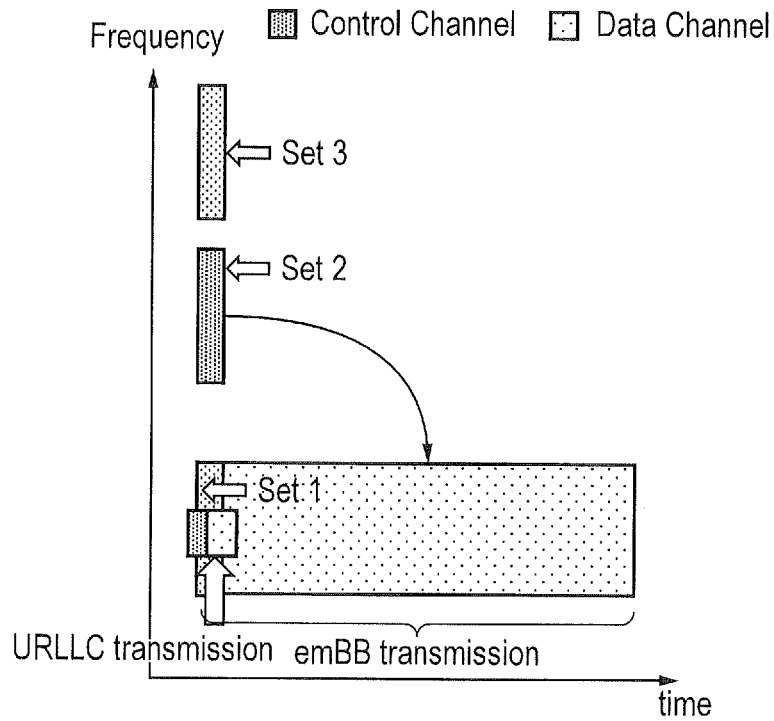 Control Channel
Data Channel
Frequency
Set 3
Set 2
Set 1
URLLC transmission
emBB transmission
time